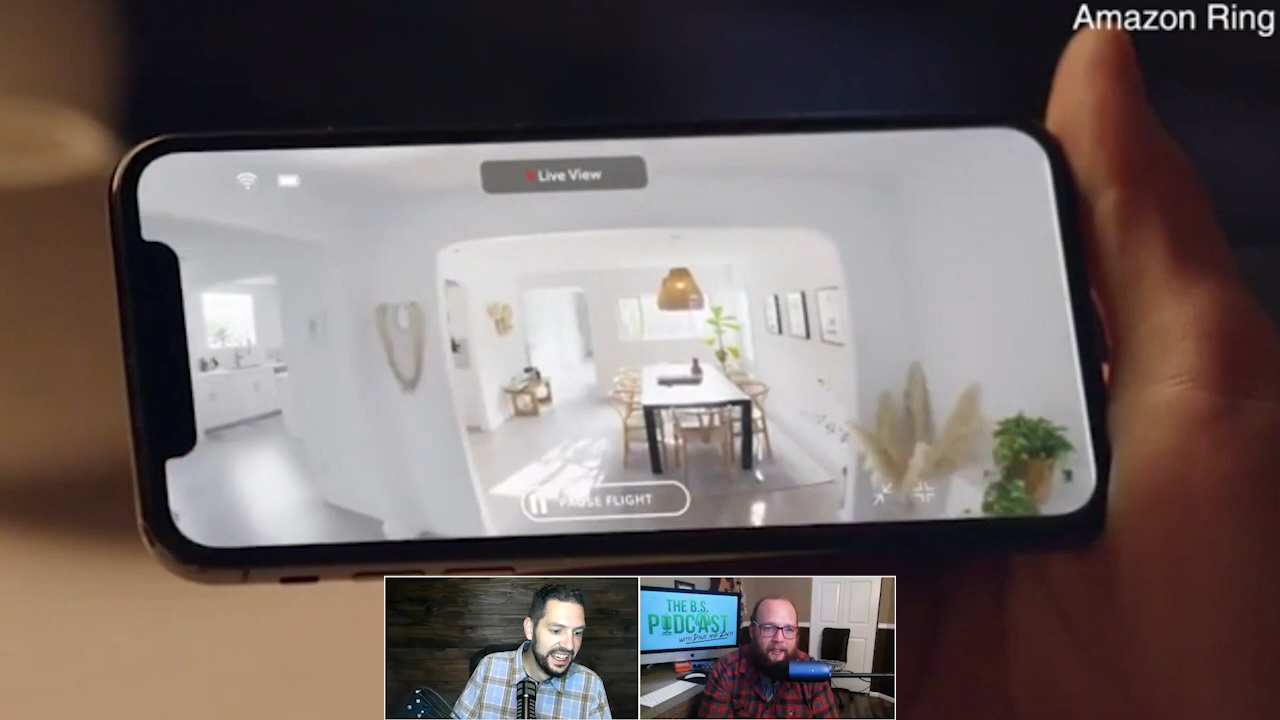 Amazon Ring
Live View
PAUSE FLIGHT
THE B.S.
PODCAST